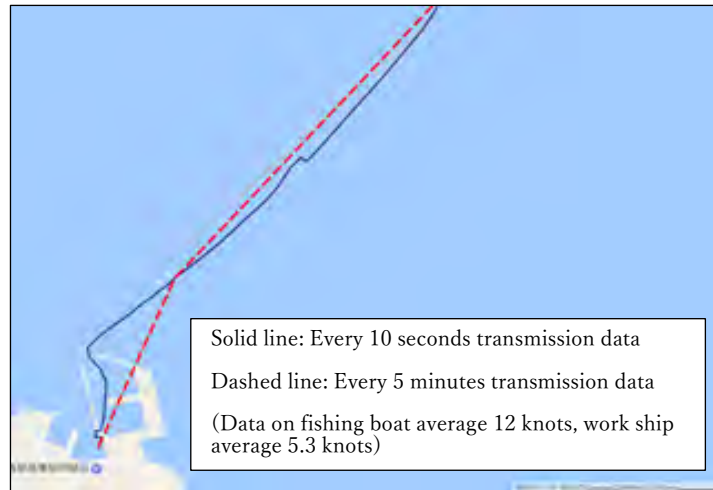 Solid line: Every 10 seconds transmission data
Dashed line: Every 5 minutes transmission data
(Data on fishing boat average 12 knots, work ship
average 5.3 knots)